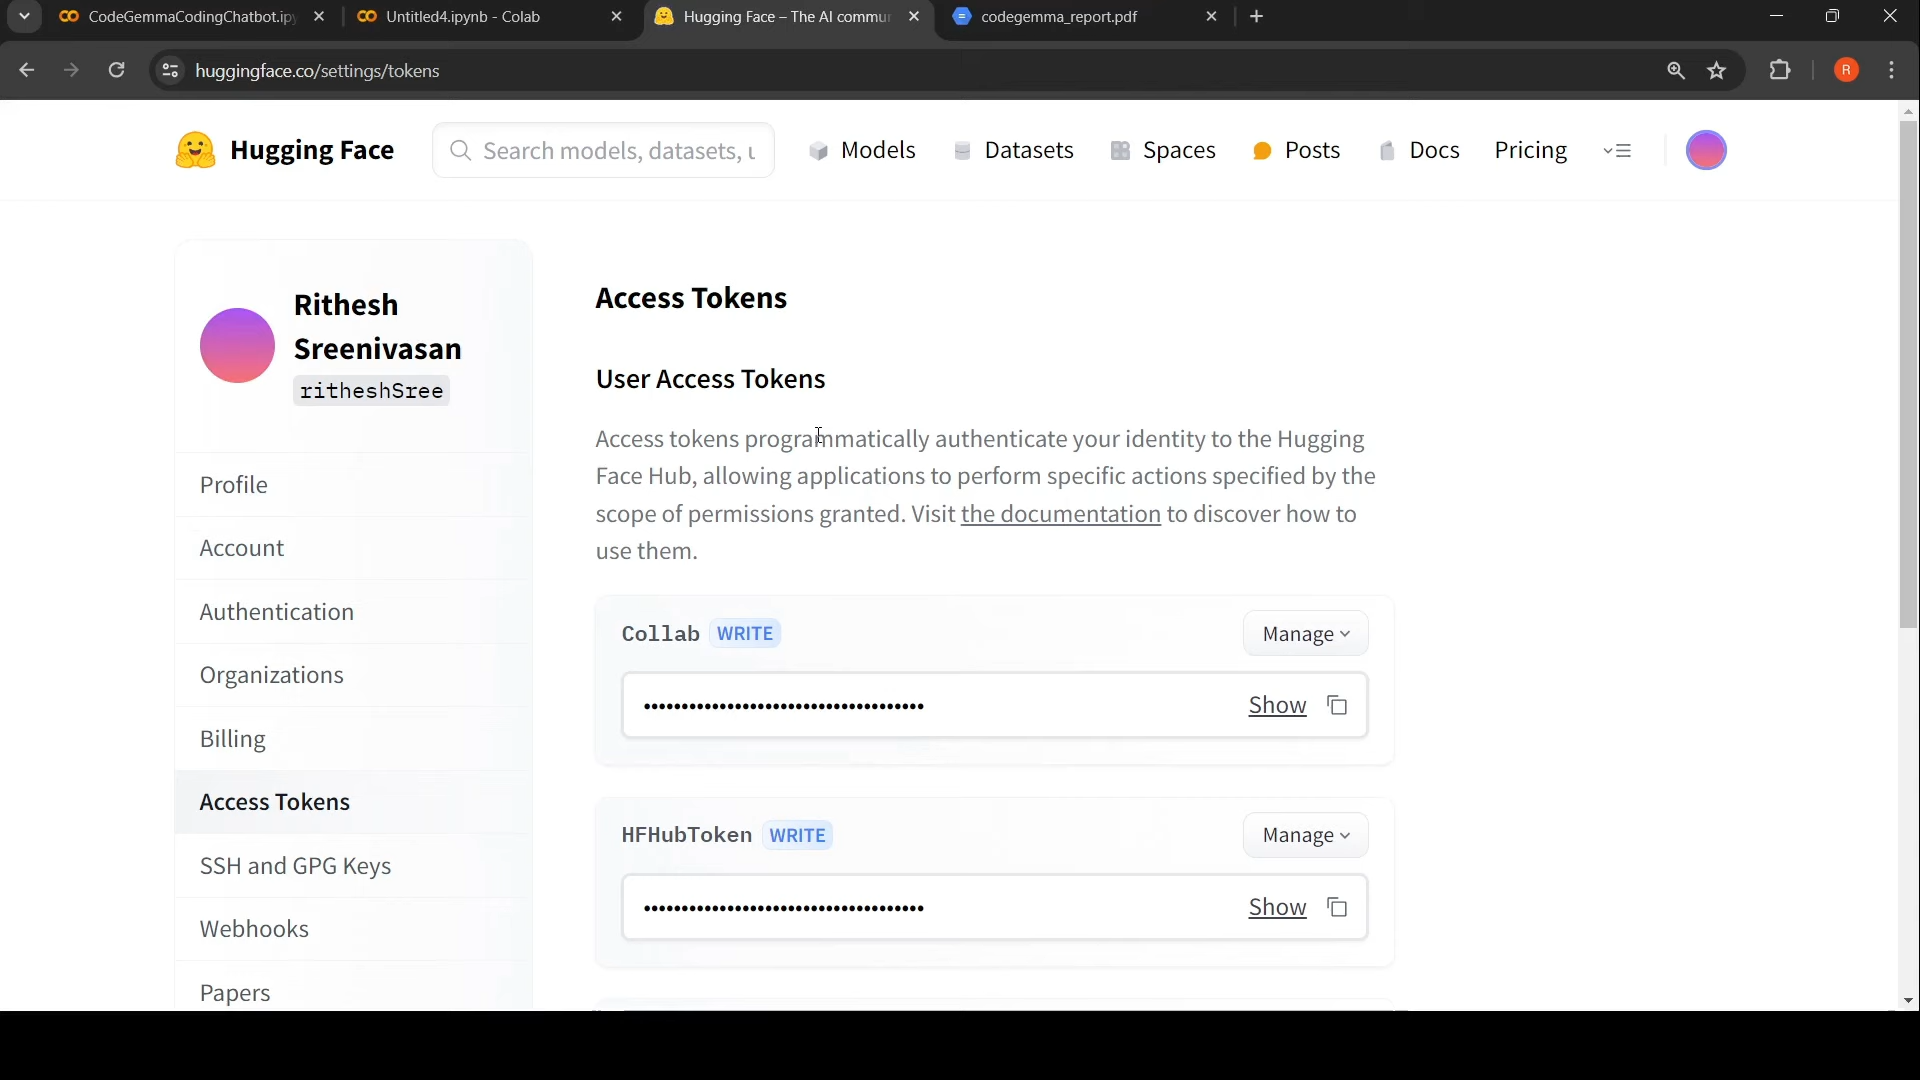 CodeGemmaCodingChatbot.ipy
Untitled4.ipynb - Colab
Hugging Face – The AI commun
codegemma_report.pdf
huggingface.co/settings/tokens
R
Hugging Face
Search models, datasets, u
Models
Datasets
Spaces
Posts
Docs
Pricing
Rithesh
Sreenivasan
ritheshSree
Profile
Account
Authentication
Organizations
Billing
Access Tokens
SSH and GPG Keys
Webhooks
Papers
Access Tokens
User Access Tokens
Access tokens programmatically authenticate your identity to the Hugging
Face Hub, allowing applications to perform specific actions specified by the
scope of permissions granted. Visit the documentation to discover how to
use them.
Collab WRITE
Manage
•••••••••••••••••••••••••••••••••••••
Show
HFHubToken WRITE
Manage
•••••••••••••••••••••••••••••••••••••
Show